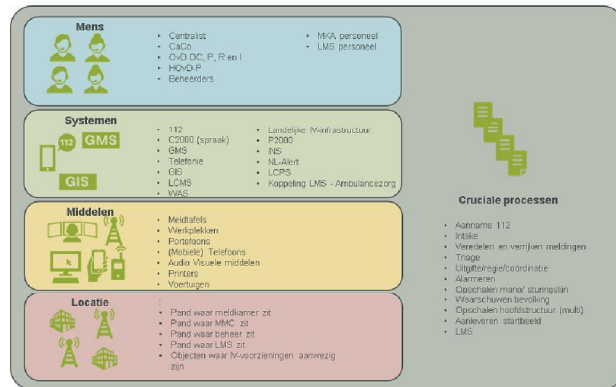 Mens
Centralist
CaCo
OvD OC, P, R en I
HOvD-P
Beheerders
MKA personeel
LMS personeel
Systemen
112
GMS
GIS
112
C2000 (spraak)
GMS
Telefonie
GIS
LCMS
WAS
Landelijke IV-infrastructuur
P2000
INS
NL-Alert
LCPS
Koppeling LMS - Ambulancezorg
Middelen
Meldtafels
Werkplekken
Portofoons
(Mobiele) Telefoons
Audio Visuele middelen
Printers
Voertuigen
Locatie
:
Pand waar meldkamer zit
Pand waar MMC zit
Pand waar beheer zit
Pand waar LMS zit
Objecten waar IV-voorzieningen aanwezig
zijn
Cruciale processen
Aanname 112
Intake
Veredelen en verrijken meldingen
Triage
Uitgifte/regie/coördinatie
Alarmeren
Opschalen mono/ sturingslijn
Waarschuwen bevolking
Opschalen hoofdstructuur (multi)
Aanleveren startbeeld
LMS